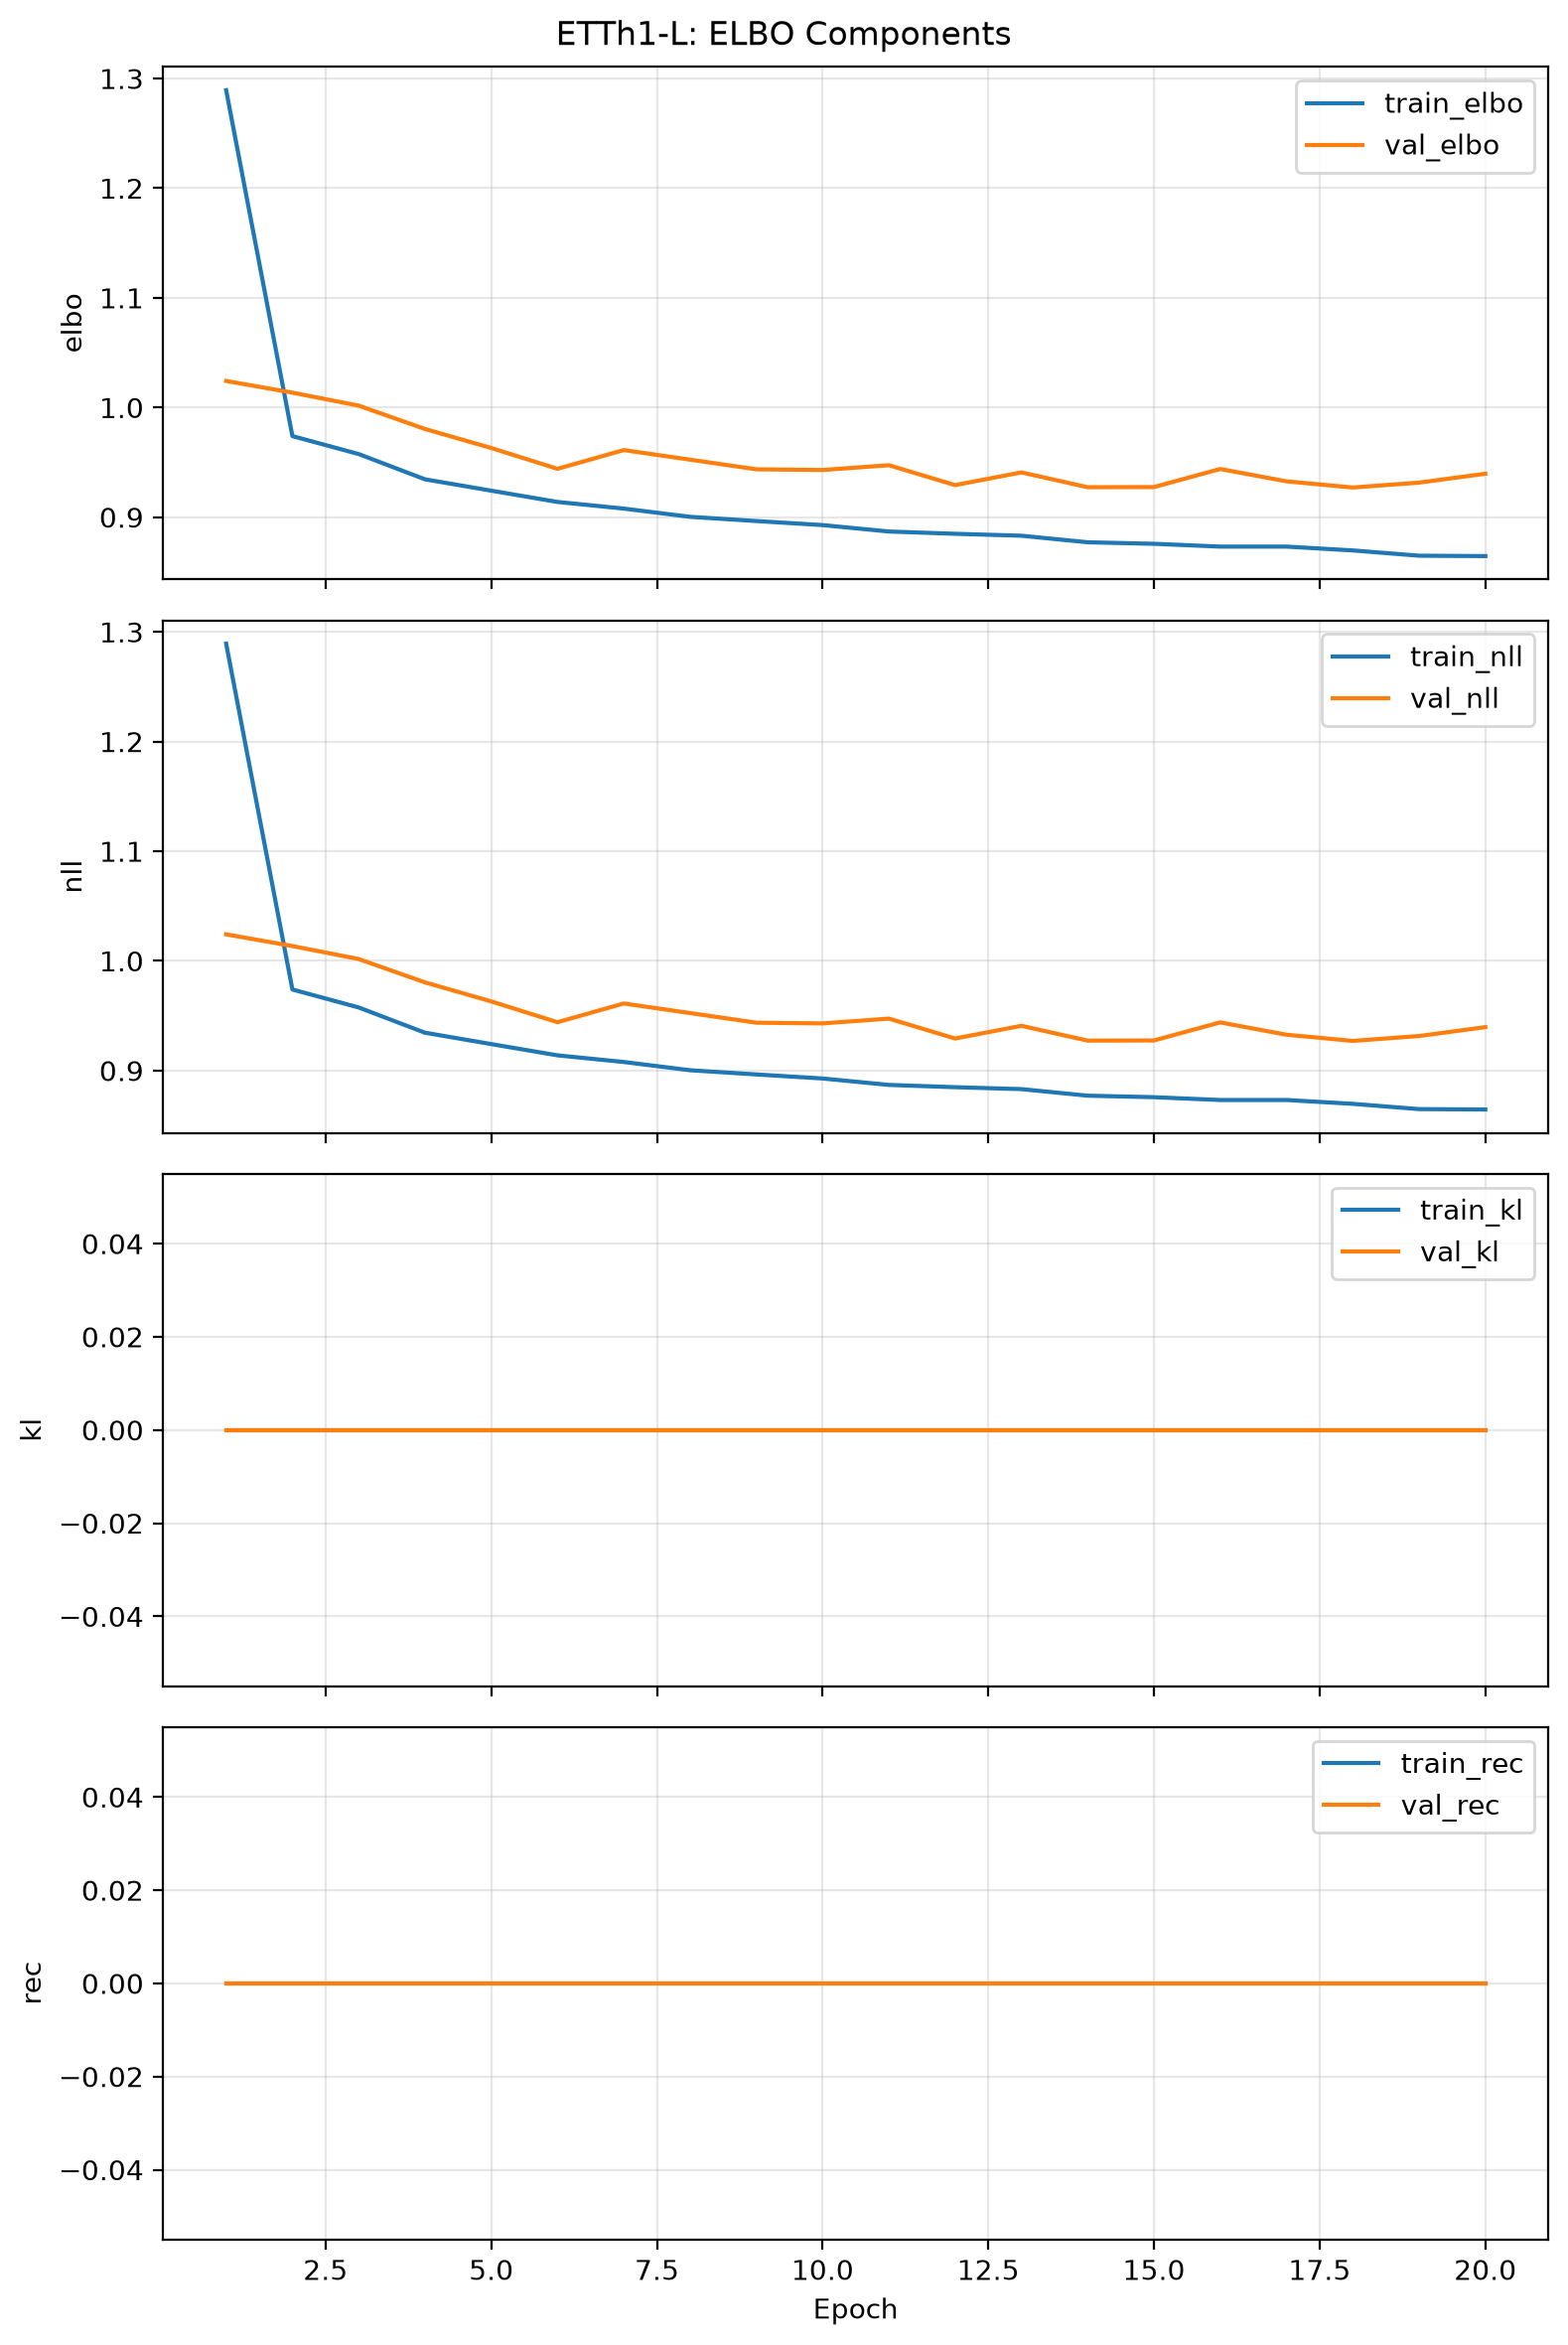 ETTh1-L: ELBO Components
1.3
1.2
1.1
1.0
0.9
elbo
train_elbo
val_elbo
1.3
1.2
1.1
1.0
0.9
nll
train_nll
val_nll
0.04
0.02
0.00
−0.02
−0.04
kl
train_kl
val_kl
0.04
0.02
0.00
−0.02
−0.04
rec
train_rec
val_rec
2.5 5.0 7.5 10.0 12.5 15.0 17.5 20.0
Epoch